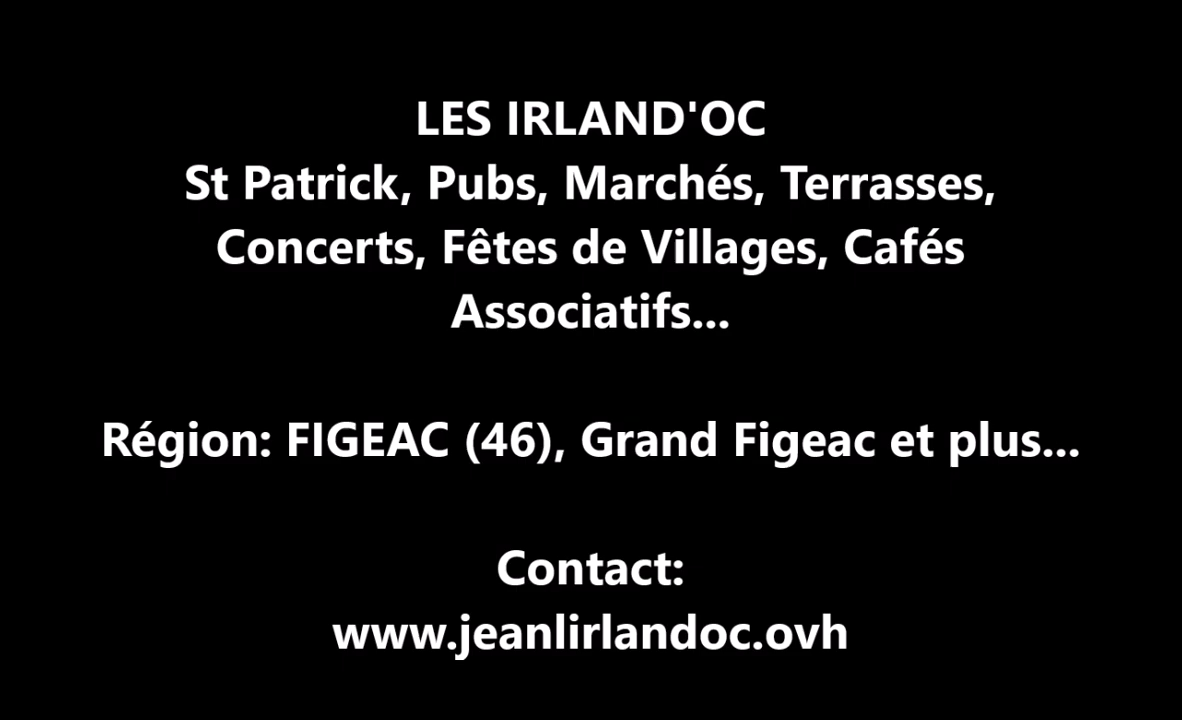 LES IRLAND'OC
St Patrick, Pubs, Marchés, Terrasses,
Concerts, Fêtes de Villages, Cafés
Associatifs...
Région: FIGEAC (46), Grand Figeac et plus...
Contact:
www.jeanlirlandoc.ovh